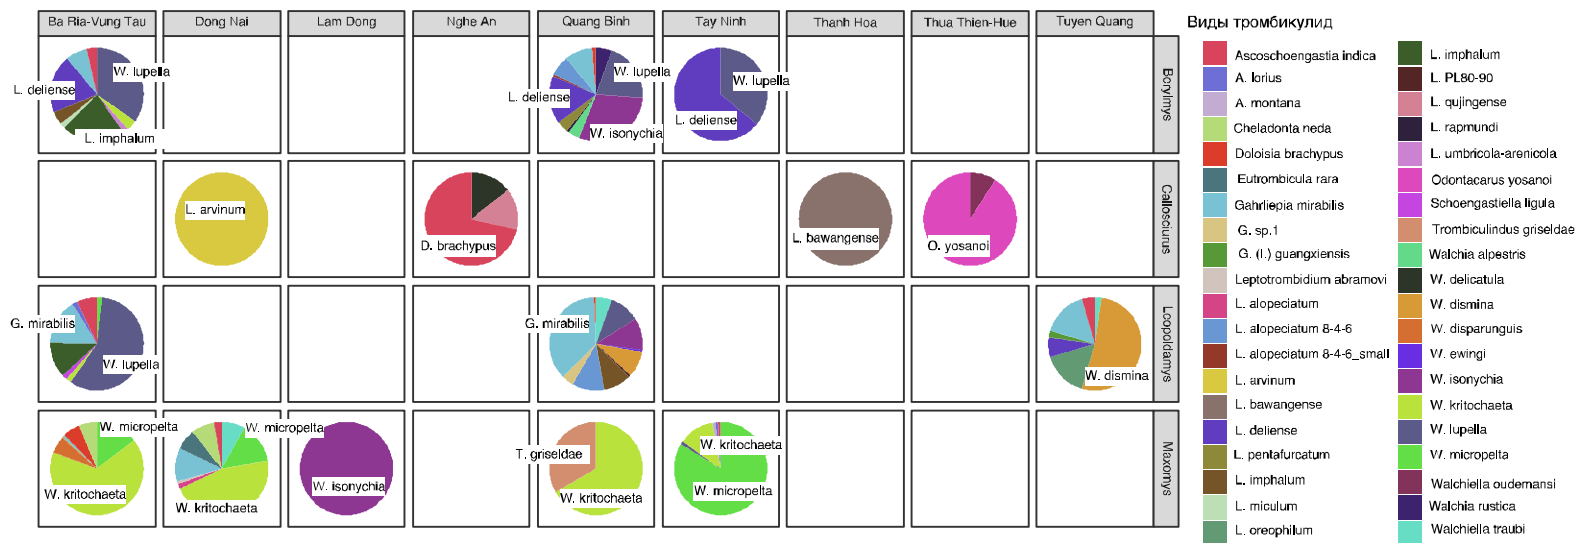 Ba Ria-Vung Tau
Dong Nai
Lam Dong
Nghe An
Quang Binh
Tay Ninh
Thanh Hoa
Thua Thien-Hue
Tuyen Quang
Berylmys
W. lupella
L. deliense
L. imphalum
W. lupella
L. deliense
W. isonychia
W. lupella
L. deliense
Callosciurus
L. arvinum
D. brachypus
L. bawangense
O. yosanoi
Leopoldamys
G. mirabilis
W. lupella
G. mirabilis
W. dismina
Maxomys
W. micropelta
W. kritochaeta
W. micropelta
W. kritochaeta
W. isonychia
T. griseldae
W. kritochaeta
W. kritochaeta
W. micropelta
Виды тромбикулид
Ascoschoengastia indica
A. lorius
A. montana
Cheladonta neda
Doloisia brachypus
Eutrombicula rara
Gahrliepia mirabilis
G. sp.1
G. (I.) guangxiensis
Leptotrombidium abramovi
L. alopeciatum
L. alopeciatum 8-4-6
L. alopeciatum 8-4-6_small
L. arvinum
L. bawangense
L. deliense
L. pentafurcatum
L. imphalum
L. miculum
L. oreophilum
L. imphalum
L. PL80-90
L. qujingense
L. rapmundi
L. umbricola-arenicola
Odontacarus yosanoi
Schoengastiella ligula
Trombiculindus griseldae
Walchia alpestris
W. delicatula
W. dismina
W. disparunguis
W. ewingi
W. isonychia
W. kritochaeta
W. lupella
W. micropelta
Walchiella oudemansi
Walchia rustica
Walchiella traubi